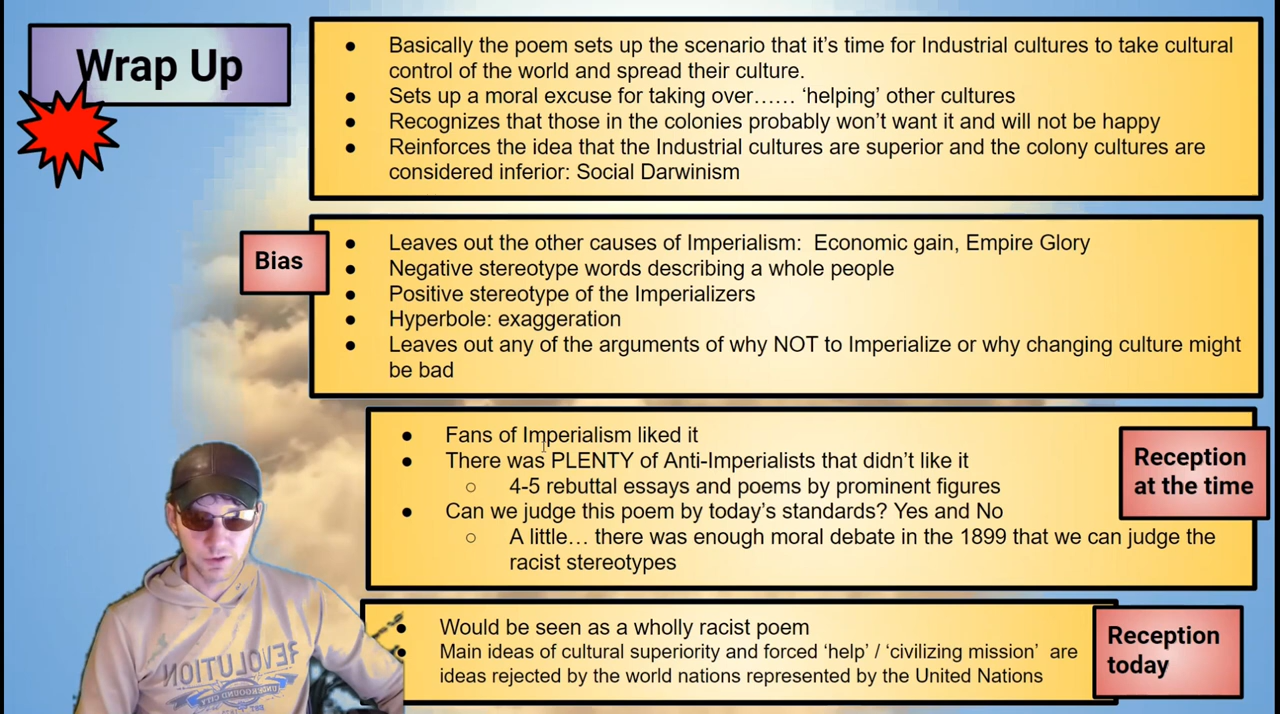 Wrap Up
Basically the poem sets up the scenario that it's time for Industrial cultures to take cultural
control of the world and spread their culture.
Sets up a moral excuse for taking over…… 'helping' other cultures
Recognizes that those in the colonies probably won't want it and will not be happy
Reinforces the idea that the Industrial cultures are superior and the colony cultures are
considered inferior: Social Darwinism
Bias
Leaves out the other causes of Imperialism: Economic gain, Empire Glory
Negative stereotype words describing a whole people
Positive stereotype of the Imperializers
Hyperbole: exaggeration
Leaves out any of the arguments of why NOT to Imperialize or why changing culture might
be bad
Reception
at the time
Fans of Imperialism liked it
There was PLENTY of Anti-Imperialists that didn't like it
4-5 rebuttal essays and poems by prominent figures
Can we judge this poem by today's standards? Yes and No
A little… there was enough moral debate in the 1899 that we can judge the
racist stereotypes
Reception
today
Would be seen as a wholly racist poem
Main ideas of cultural superiority and forced 'help' / 'civilizing mission' are
ideas rejected by the world nations represented by the United Nations
REVOLUTION
UNDERGROUND CITY